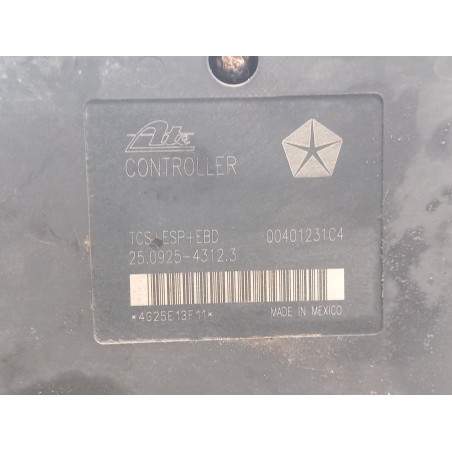 Ate
CONTROLLER
TCS+ESP+EBD 00401231C4
25.0925-4312.3
*4G25E13F11*
MADE IN MEXICO